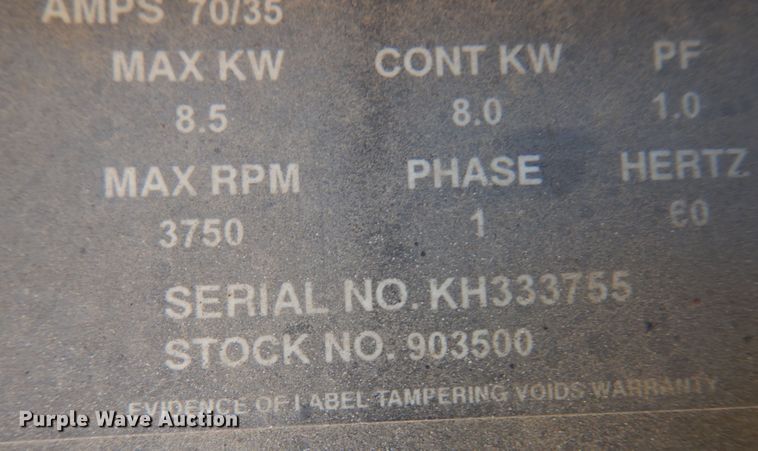 AMPS 70/35
MAX KW CONT KW PF
8.5 8.0 1.0
MAX RPM PHASE HERTZ
3750 1 60
SERIAL NO. KH333755
STOCK NO. 903500
EVIDENCE OF LABEL TAMPERING VOIDS WARRANTY
Purple Wave Auction